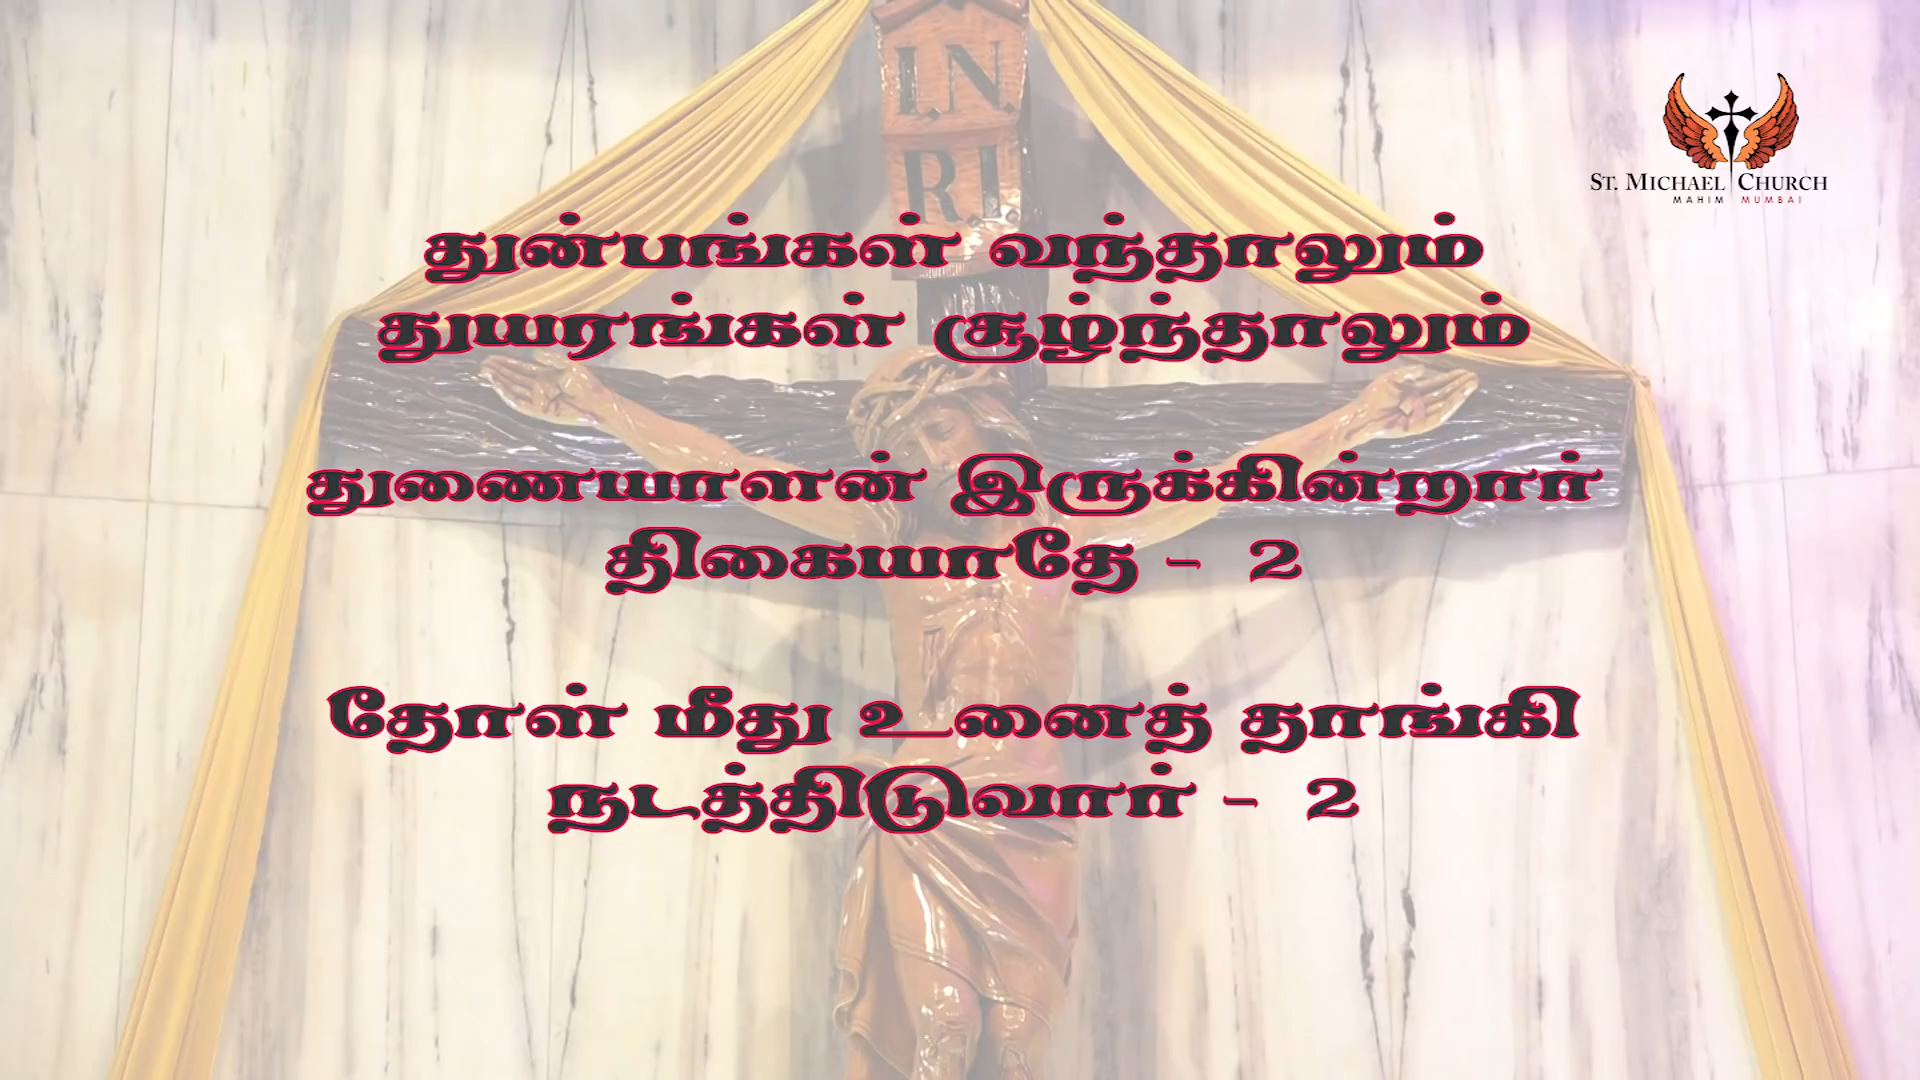 I.N.
R.I.
ST. MICHAEL CHURCH
MAHIM MUMBAI
துன்பங்கள் வந்தாலும்
துயரங்கள் சூழ்ந்தாலும்
துணையாளன் இருக்கின்றார்
திகையாதே - 2
தோள் மீது உனைத் தாங்கி
நடத்திடுவார் - 2